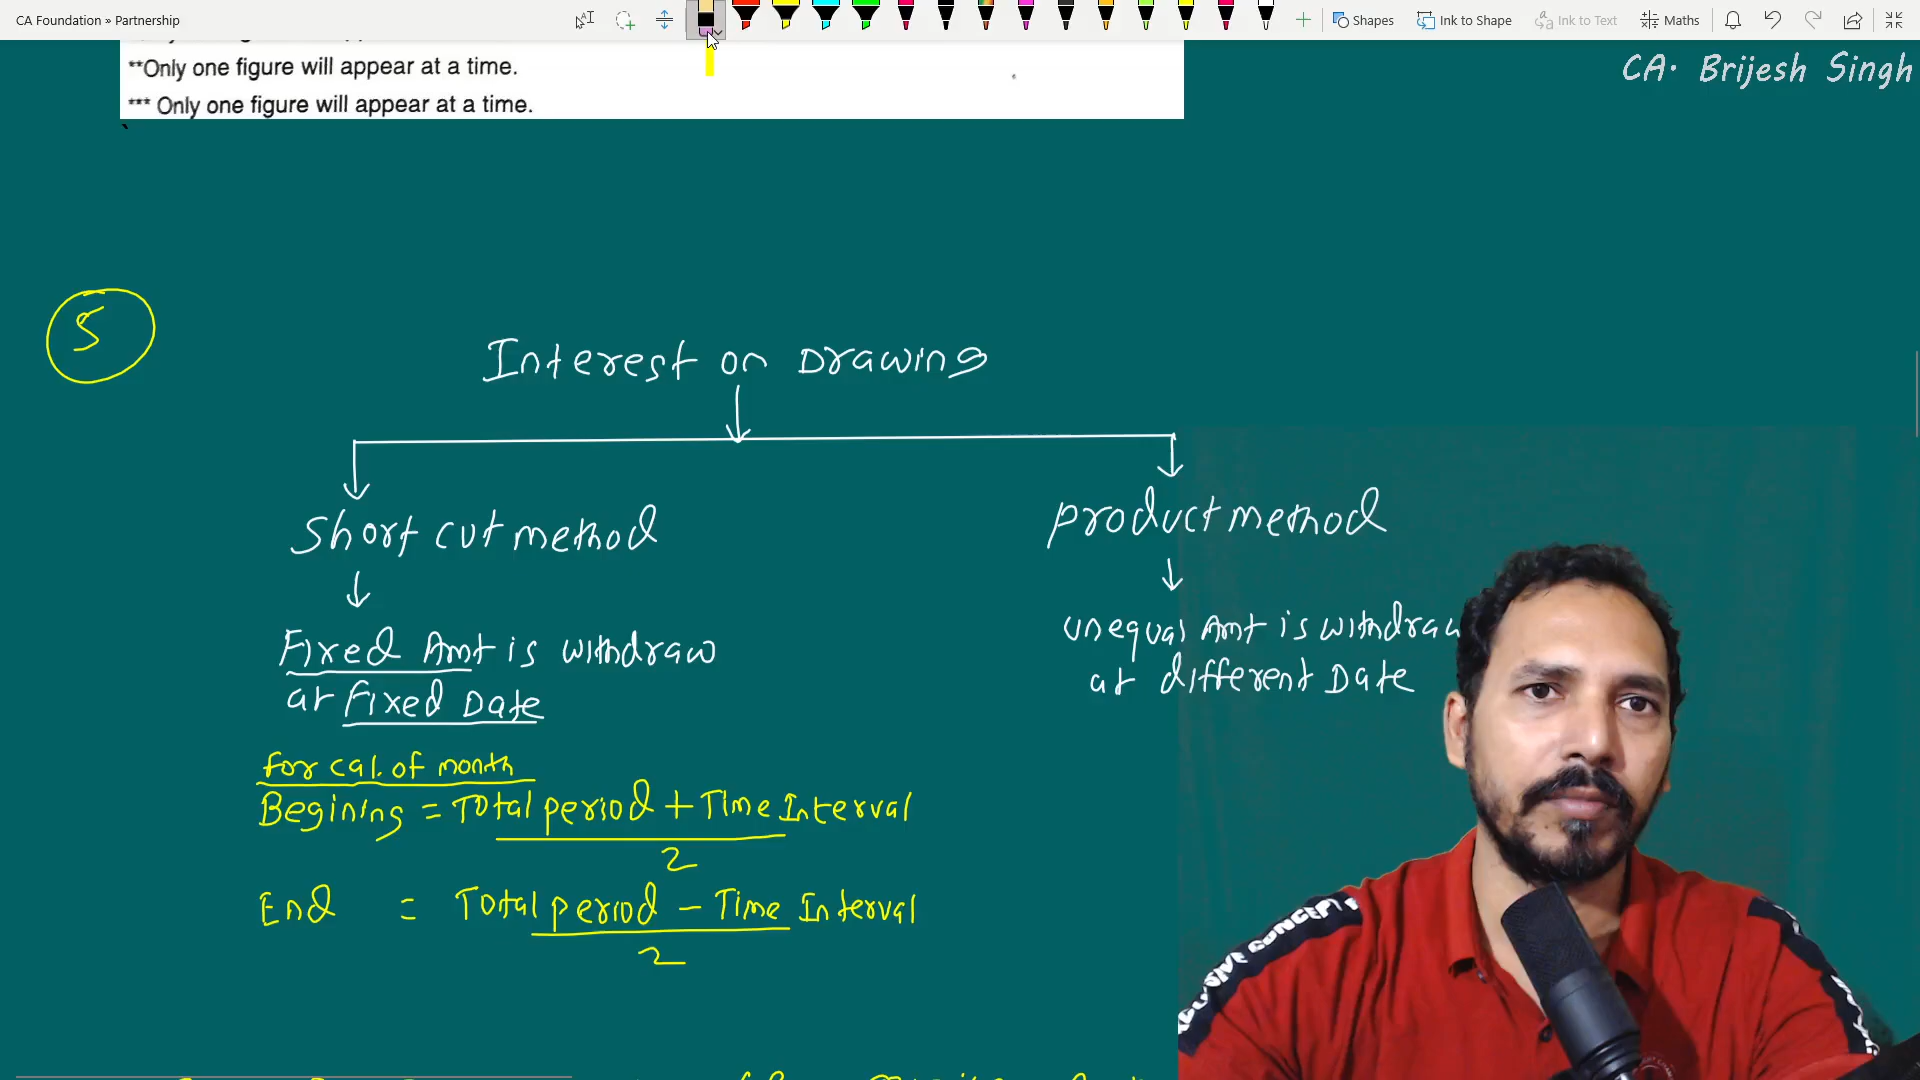 CA Foundation » Partnership
Shapes
Ink to Shape
Ink to Text
Maths
**Only one figure will appear at a time.
*** Only one figure will appear at a time.
CA. Brijesh Singh
5
Interest on Drawing
Short cut method
product method
Fixed Amt is withdraw
at Fixed Date
unequal Amt is withdraw
at different Date
for cal. of month
Begining = Total period + Time Interval
2
End = Total period - Time Interval
2